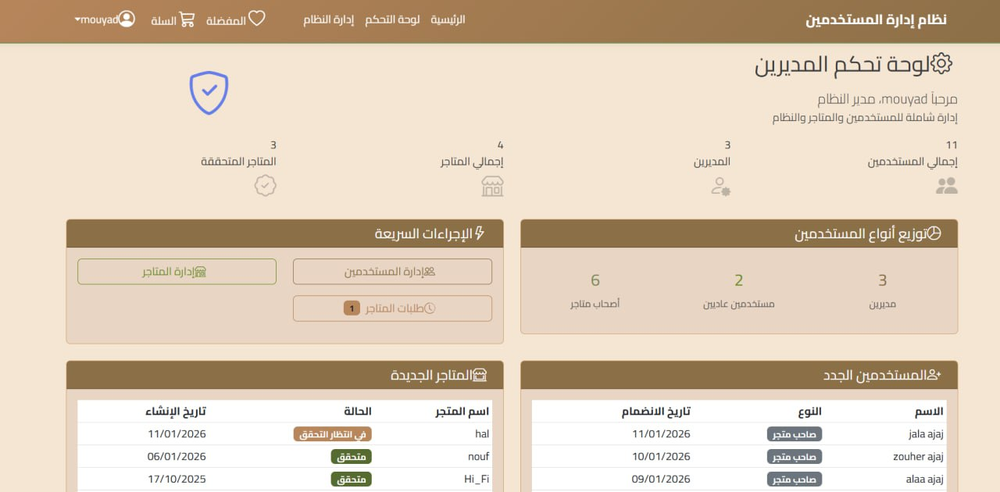 نظام إدارة المستخدمين
الرئيسية لوحة التحكم إدارة النظام
المفضلة السلة mouyad
لوحة تحكم المديرين
مرحباً mouyad، مدير النظام
إدارة شاملة للمستخدمين والمتاجر والنظام
11
إجمالي المستخدمين
3
المديرين
4
إجمالي المتاجر
3
المتاجر المتحققة
توزيع أنواع المستخدمين
3 2 6
مديرين مستخدمين عاديين أصحاب متاجر
الإجراءات السريعة
إدارة المستخدمين إدارة المتاجر
طلبات المتاجر 1
المستخدمين الجدد
الاسم النوع تاريخ الانضمام
jala ajaj صاحب متجر 11/01/2026
zouher ajaj صاحب متجر 10/01/2026
alaa ajaj صاحب متجر 09/01/2026
المتاجر الجديدة
اسم المتجر الحالة تاريخ الإنشاء
hal في انتظار التحقق 11/01/2026
nouf متحقق 06/01/2026
Hi_Fi متحقق 17/10/2025